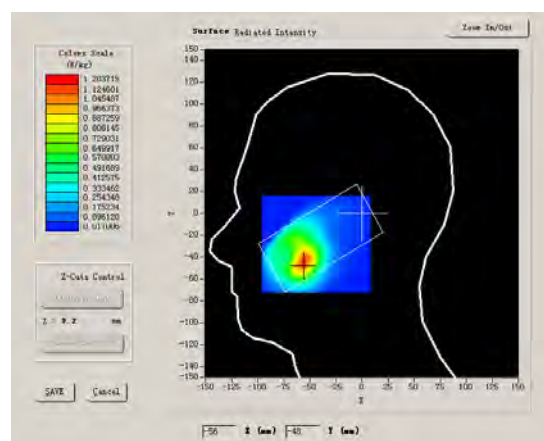 Surface Radiated Intensity
Zoom In/Out
Colors Scale
(W/kg)
1.203715
1.124601
1.045487
0.966373
0.887259
0.808145
0.729031
0.649917
0.570803
0.491689
0.412575
0.333462
0.254348
0.175234
0.096120
0.017006
150
140
120
100
80
60
40
20
0
-20
-40
-60
-80
-100
-120
-140
-150
Y
-150 -125 -100 -75 -50 -25 0 25 50 75 100 125 150
X
Z-Cuts Control
Z = 0.2 mm
SAVE
Cancel
-56 X (mm) -48 Y (mm)